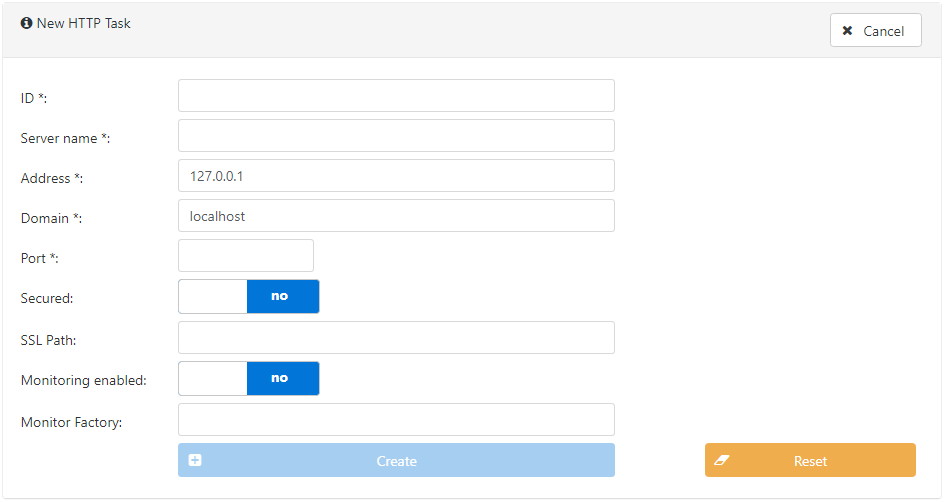 New HTTP Task
Cancel
ID *:
Server name *:
Address *: 127.0.0.1
Domain *: localhost
Port *:
Secured: no
SSL Path:
Monitoring enabled: no
Monitor Factory:
Create
Reset